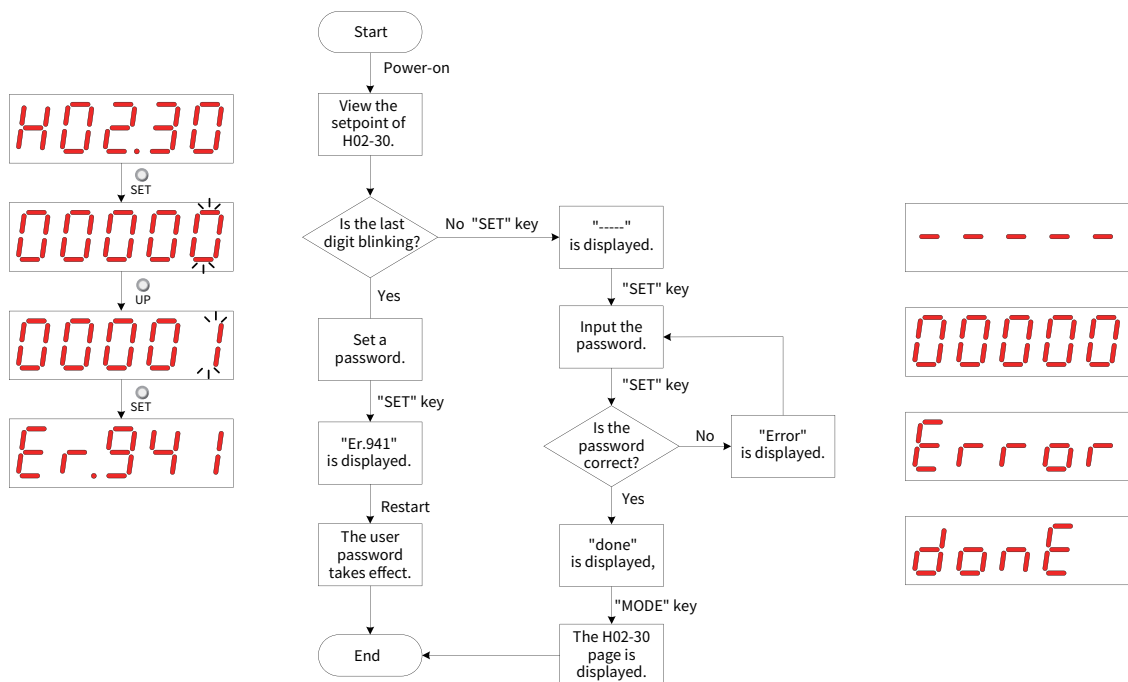 Start
Power-on
View the
setpoint of
H02-30.
Is the last
digit blinking?
No "SET" key
Yes
Set a
password.
"SET" key
"Er.941"
is displayed.
Restart
The user
password
takes effect.
End
"-----"
is displayed.
"SET" key
Input the
password.
"SET" key
Is the
password
correct?
No
"Error"
is displayed.
Yes
"done"
is displayed,
"MODE" key
The H02-30
page is
displayed.
H02.30
SET
00000
UP
00001
SET
Er.941
-----
00000
Error
donE